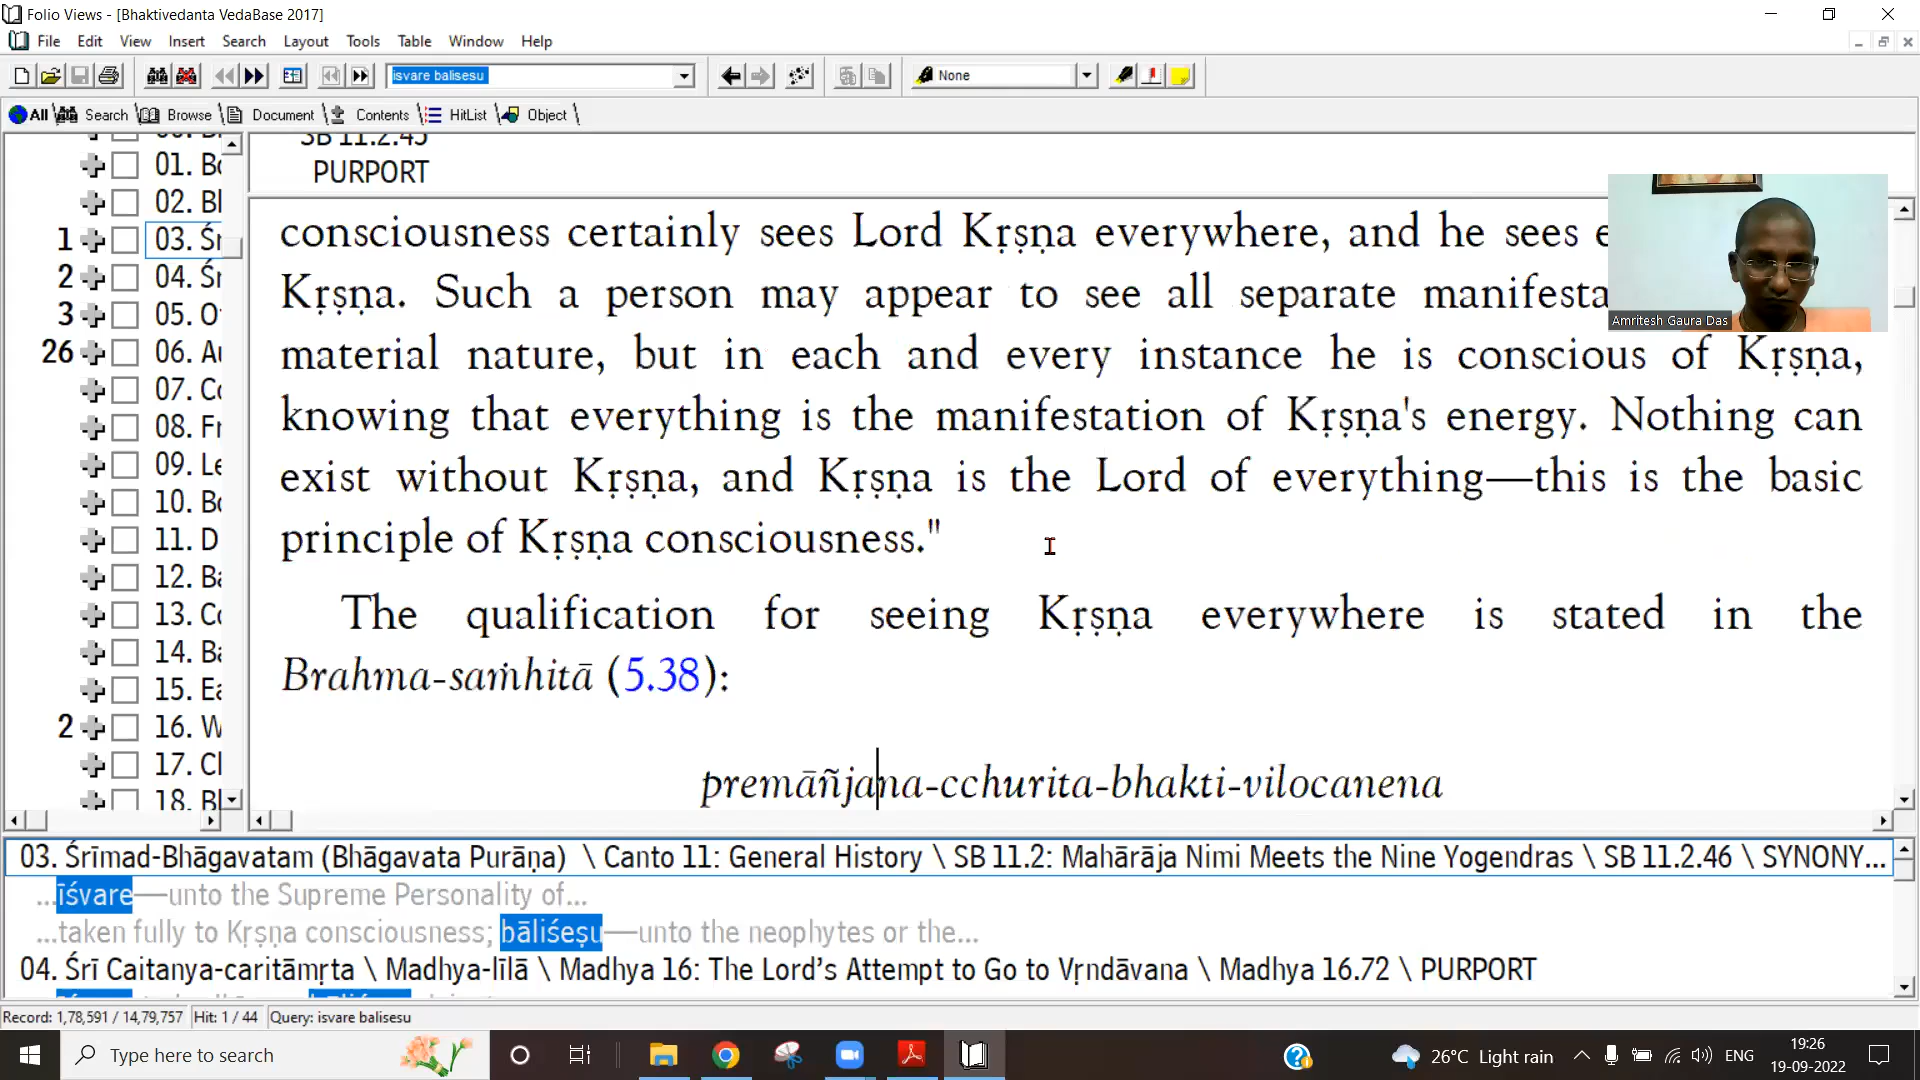 Folio Views - [Bhaktivedanta VedaBase 2017]
File Edit View Insert Search Layout Tools Table Window Help
isvare balisesu
None
All Search Browse Document Contents HitList Object
SB 11.2.45
PURPORT
01. Bo
02. Bl
1 03. Śr
2 04. Śr
3 05. O
26 06. Au
07. Co
08. Fr
09. Le
10. Bo
11. D
12. Ba
13. Co
14. Ba
15. Ea
2 16. W
17. Cl
18. Bl
consciousness certainly sees Lord Kṛṣṇa everywhere, and he sees e
Kṛṣṇa. Such a person may appear to see all separate manifesta
material nature, but in each and every instance he is conscious of Kṛṣṇa,
knowing that everything is the manifestation of Kṛṣṇa's energy. Nothing can
exist without Kṛṣṇa, and Kṛṣṇa is the Lord of everything—this is the basic
principle of Kṛṣṇa consciousness."
The qualification for seeing Kṛṣṇa everywhere is stated in the
Brahma-saṁhitā (5.38):
premāñjana-cchurita-bhakti-vilocanena
Amritesh Gaura Das
03. Śrīmad-Bhāgavatam (Bhāgavata Purāṇa) \ Canto 11: General History \ SB 11.2: Mahārāja Nimi Meets the Nine Yogendras \ SB 11.2.46 \ SYNONY...
...īśvare—unto the Supreme Personality of...
...taken fully to Kṛṣṇa consciousness; bāliśeṣu—unto the neophytes or the...
04. Śrī Caitanya-caritāmṛta \ Madhya-līlā \ Madhya 16: The Lord's Attempt to Go to Vṛndāvana \ Madhya 16.72 \ PURPORT
Record: 1,78,591 / 14,79,757 Hit: 1 / 44 Query: isvare balisesu
Type here to search
26°C Light rain
ENG
19:26
19-09-2022